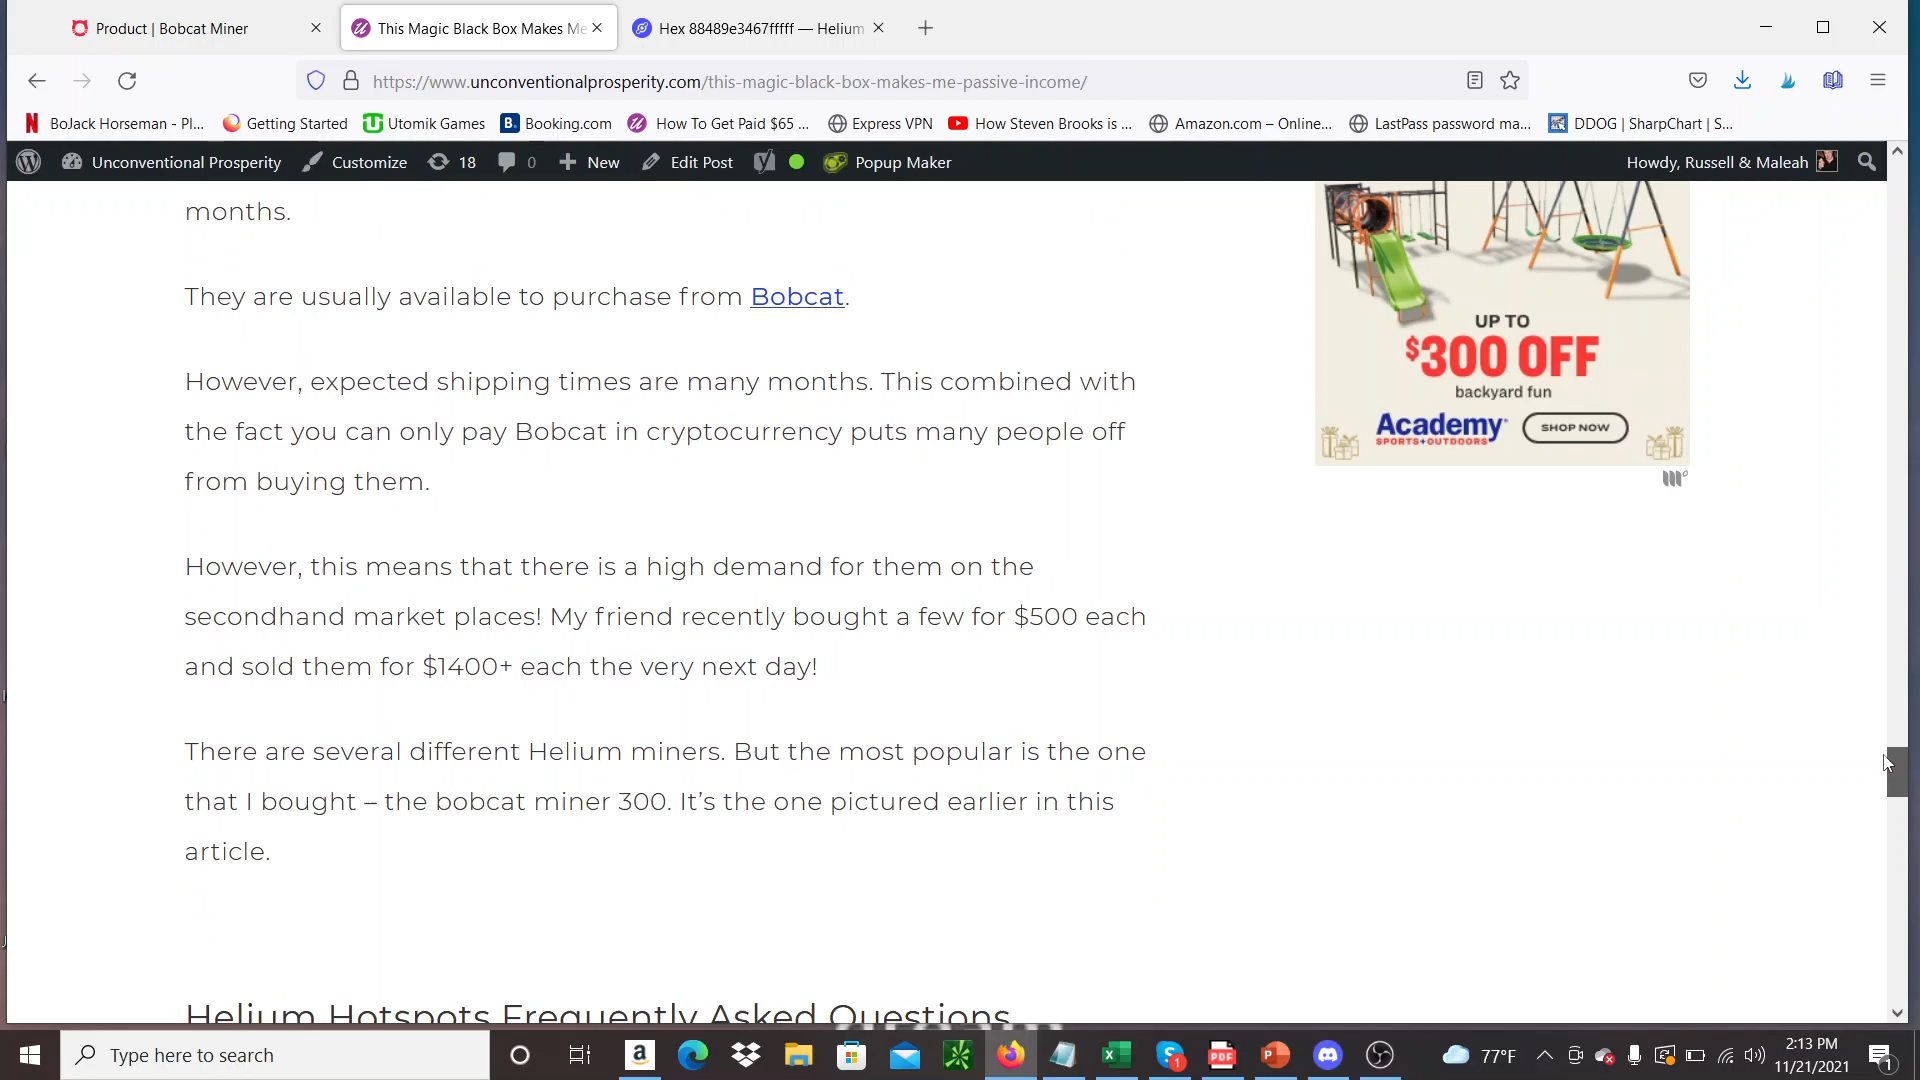 Product | Bobcat Miner
This Magic Black Box Makes Me
Hex 88489e3467fffff — Helium
https://www.unconventionalprosperity.com/this-magic-black-box-makes-me-passive-income/
BoJack Horseman - Pl...
Getting Started
Utomik Games
Booking.com
How To Get Paid $65 ...
Express VPN
How Steven Brooks is ...
Amazon.com – Online...
LastPass password ma...
DDOG | SharpChart | S...
Unconventional Prosperity
Customize
18
0
New
Edit Post
Popup Maker
Howdy, Russell & Maleah
months.
They are usually available to purchase from Bobcat.
However, expected shipping times are many months. This combined with
the fact you can only pay Bobcat in cryptocurrency puts many people off
from buying them.
However, this means that there is a high demand for them on the
secondhand market places! My friend recently bought a few for $500 each
and sold them for $1400+ each the very next day!
There are several different Helium miners. But the most popular is the one
that I bought – the bobcat miner 300. It's the one pictured earlier in this
article.
Helium Hotspots Frequently Asked Questions
UP TO
$300 OFF
backyard fun
Academy
SPORTS+OUTDOORS
SHOP NOW
Type here to search
77°F
2:13 PM
11/21/2021
1